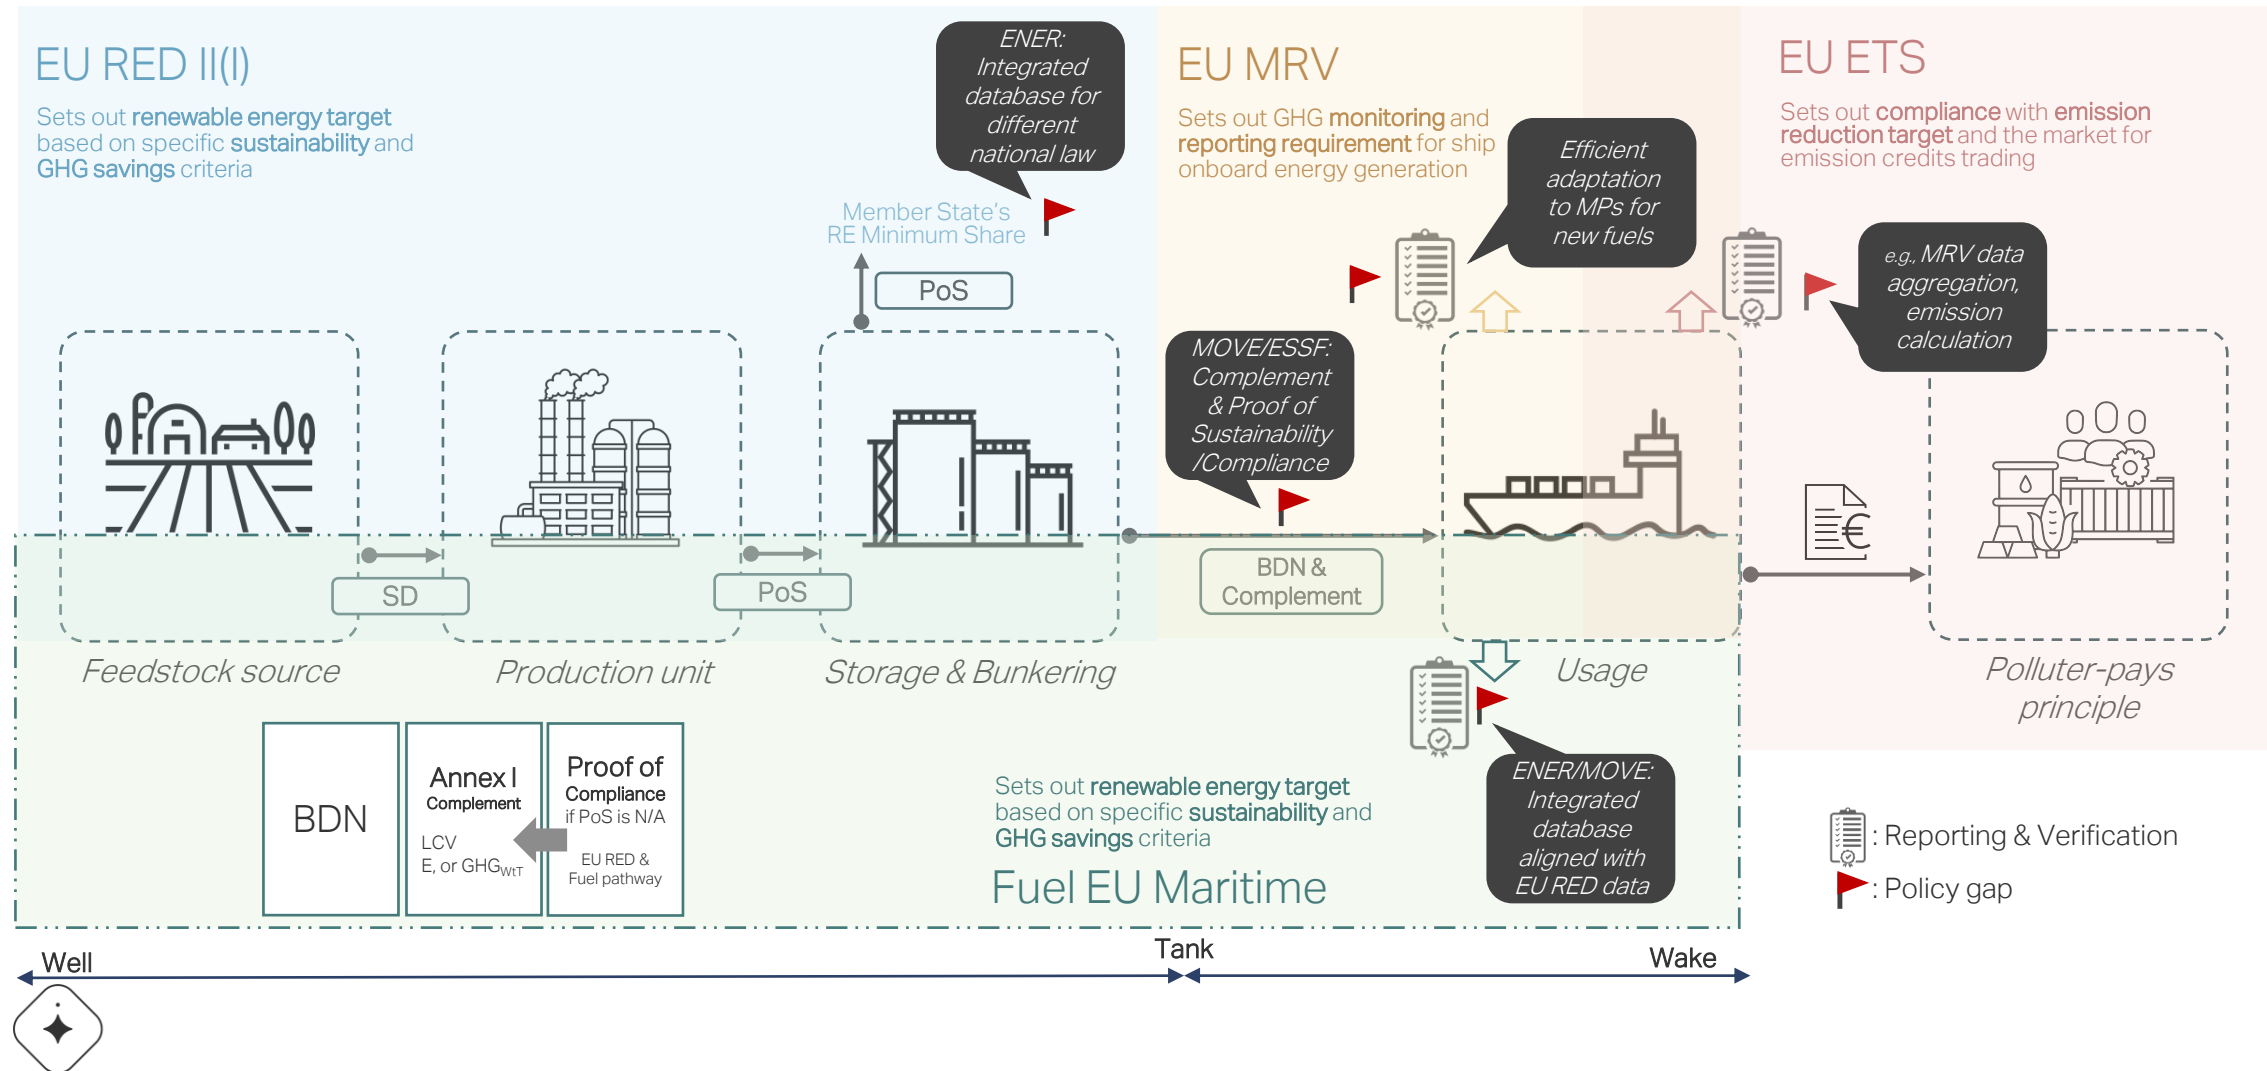 EU RED II(I)
Sets out renewable energy target
based on specific sustainability and
GHG savings criteria
ENER:
Integrated
database for
different
national law
Member State's
RE Minimum Share
PoS
EU MRV
Sets out GHG monitoring and
reporting requirement for ship
onboard energy generation
Efficient
adaptation
to MPs for
new fuels
EU ETS
Sets out compliance with emission
reduction target and the market for
emission credits trading
e.g., MRV data
aggregation,
emission
calculation
MOVE/ESSF:
Complement
& Proof of
Sustainability
/Compliance
SD
PoS
BDN &
Complement
Feedstock source
Production unit
Storage & Bunkering
Usage
Polluter-pays
principle
BDN
Annex I
Complement
LCV
E, or GHGWtT
Proof of
Compliance
if PoS is N/A
EU RED &
Fuel pathway
Sets out renewable energy target
based on specific sustainability and
GHG savings criteria
Fuel EU Maritime
ENER/MOVE:
Integrated
database
aligned with
EU RED data
: Reporting & Verification
: Policy gap
Well
Tank
Wake